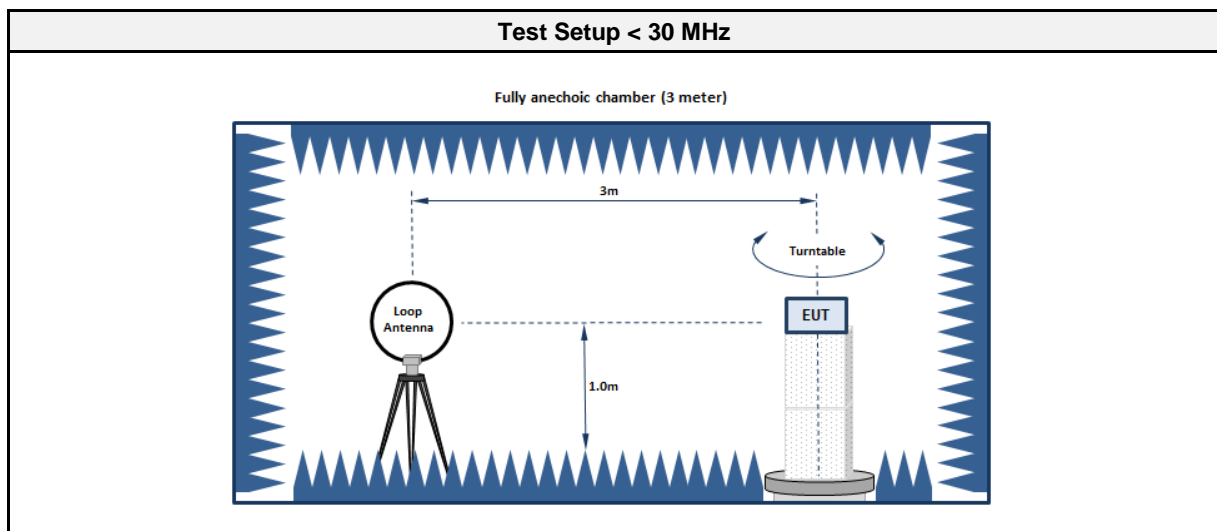 Test Setup < 30 MHz
Fully anechoic chamber (3 meter)
3m
Turntable
Loop
Antenna
EUT
1.0m